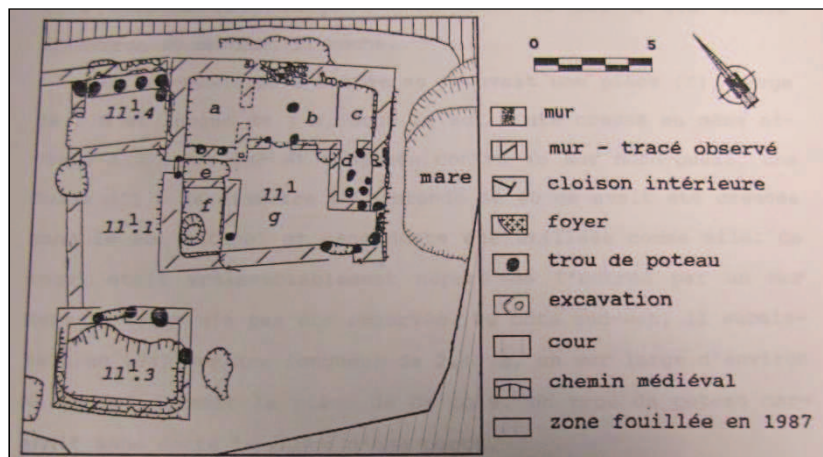 0 5
mur
mur - tracé observé
cloison intérieure
foyer
trou de poteau
excavation
cour
chemin médiéval
zone fouillée en 1987
11¹.4
a
b
c
d
e
f
11¹
g
11¹.1
11¹.3
mare